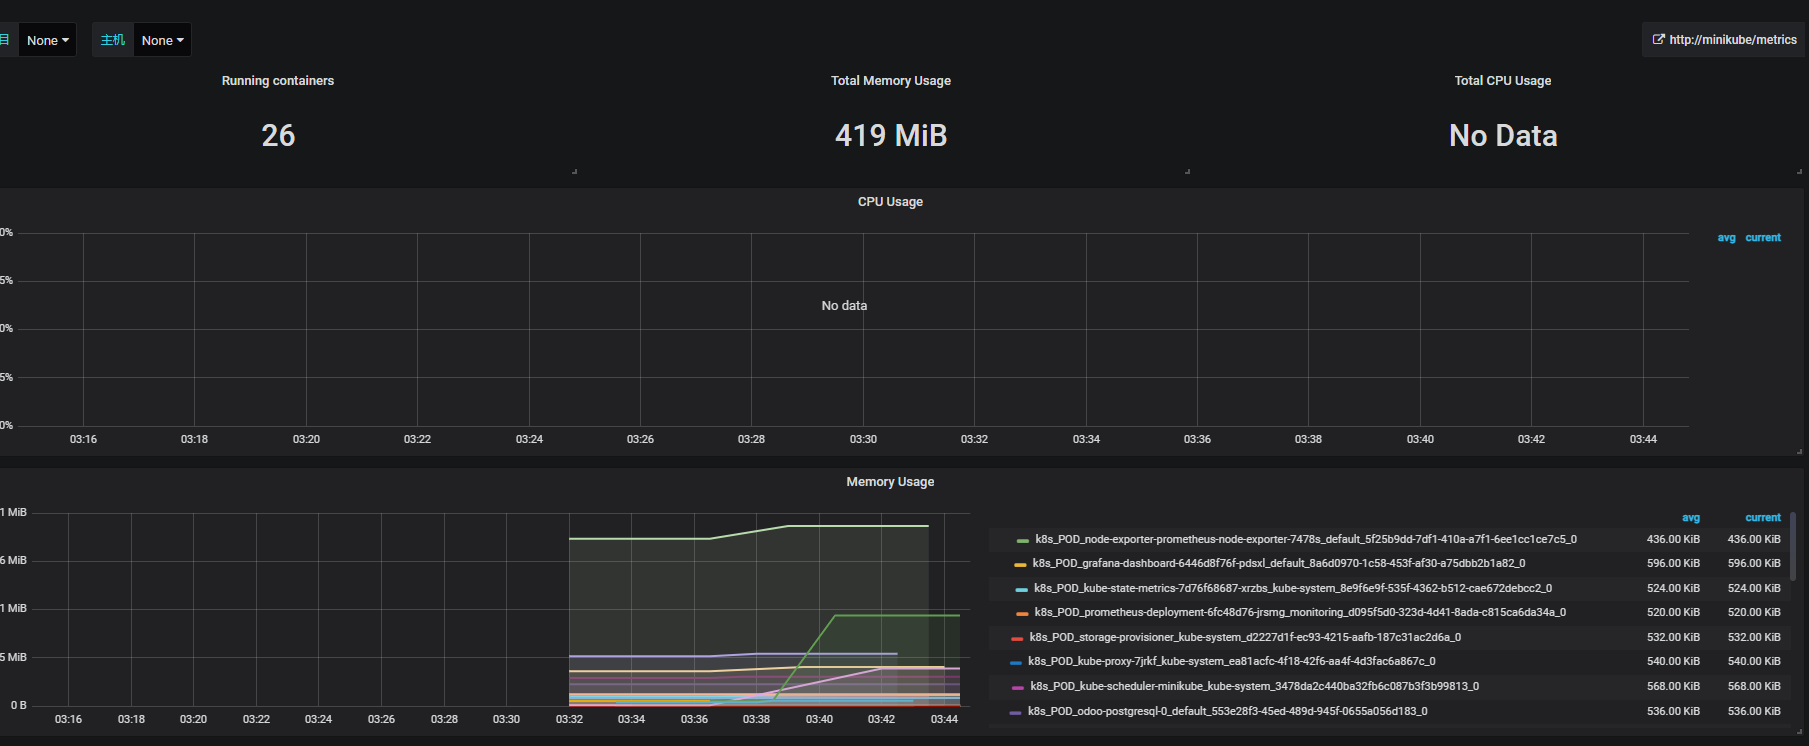 目 None 主机 None http://minikube/metrics
Running containers Total Memory Usage Total CPU Usage
26 419 MiB No Data
CPU Usage
0%
avg current
5%
No data
0%
5%
0%
03:16 03:18 03:20 03:22 03:24 03:26 03:28 03:30 03:32 03:34 03:36 03:38 03:40 03:42 03:44
Memory Usage
1 MiB
avg current
k8s_POD_node-exporter-prometheus-node-exporter-7478s_default_5f25b9dd-7df1-410a-a7f1-6ee1cc1ce7c5_0 436.00 KiB 436.00 KiB
6 MiB
k8s_POD_grafana-dashboard-6446d8f76f-pdsxl_default_8a6d0970-1c58-453f-af30-a75dbb2b1a82_0 596.00 KiB 596.00 KiB
k8s_POD_kube-state-metrics-7d76f68687-xrzbs_kube-system_8e9f6e9f-535f-4362-b512-cae672debcc2_0 524.00 KiB 524.00 KiB
1 MiB
k8s_POD_prometheus-deployment-6fc48d76-jrsmg_monitoring_d095f5d0-323d-4d41-8ada-c815ca6da34a_0 520.00 KiB 520.00 KiB
k8s_POD_storage-provisioner_kube-system_d2227d1f-ec93-4215-aafb-187c31ac2d6a_0 532.00 KiB 532.00 KiB
5 MiB
k8s_POD_kube-proxy-7jrkf_kube-system_ea81acfc-4f18-42f6-aa4f-4d3fac6a867c_0 540.00 KiB 540.00 KiB
k8s_POD_kube-scheduler-minikube_kube-system_3478da2c440ba32fb6c087b3f3b99813_0 568.00 KiB 568.00 KiB
0 B
k8s_POD_odoo-postgresql-0_default_553e28f3-45ed-489d-945f-0655a056d183_0 536.00 KiB 536.00 KiB
03:16 03:18 03:20 03:22 03:24 03:26 03:28 03:30 03:32 03:34 03:36 03:38 03:40 03:42 03:44